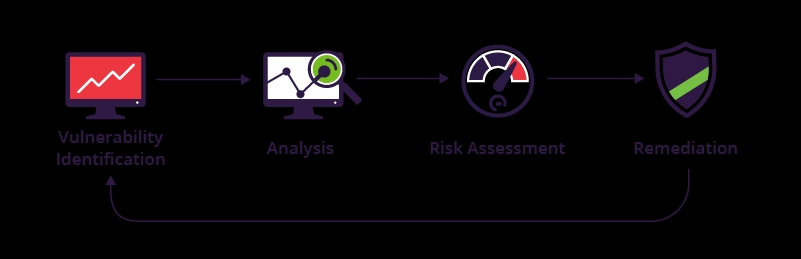 Vulnerability
Identification
Analysis
Risk Assessment
Remediation